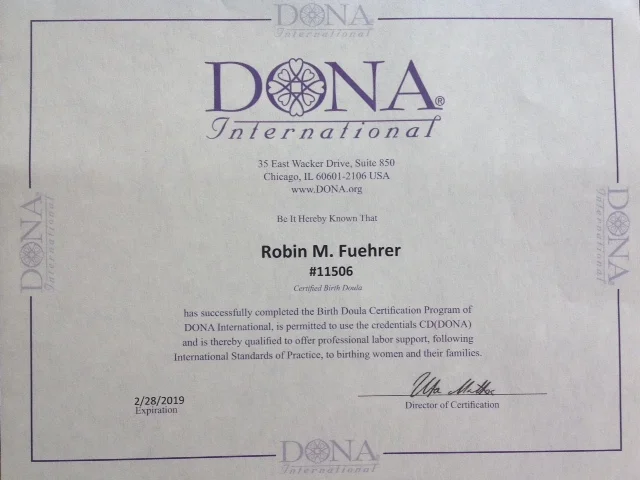 DONA
International
DONA®
International
35 East Wacker Drive, Suite 850
Chicago, IL 60601-2106 USA
www.DONA.org
Be It Hereby Known That
Robin M. Fuehrer
#11506
Certified Birth Doula
has successfully completed the Birth Doula Certification Program of
DONA International, is permitted to use the credentials CD(DONA)
and is thereby qualified to offer professional labor support, following
International Standards of Practice, to birthing women and their families.
DONA
International
DONA
International
2/28/2019
Expiration
Director of Certification
DONA
International